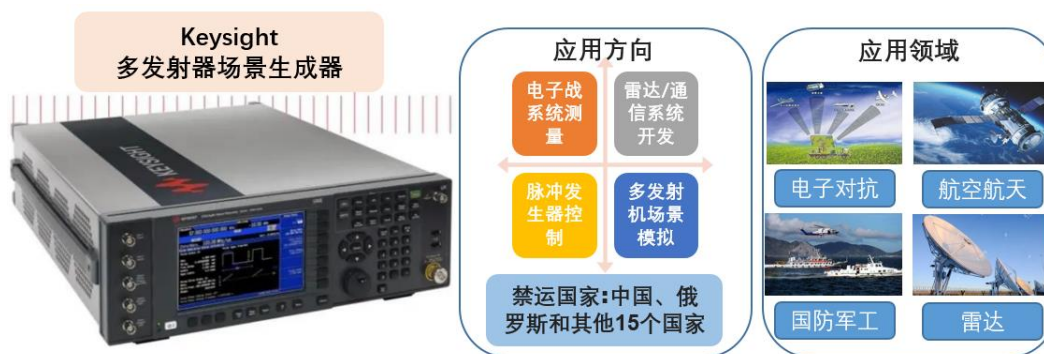 Keysight
多发射器场景生成器
KEYSIGHT
应用方向
电子战
系统测
量
雷达/通
信系统
开发
脉冲发
生器控
制
多发射
机场景
模拟
禁运国家:中国、俄
罗斯和其他15个国家
应用领域
电子对抗
航空航天
国防军工
雷达